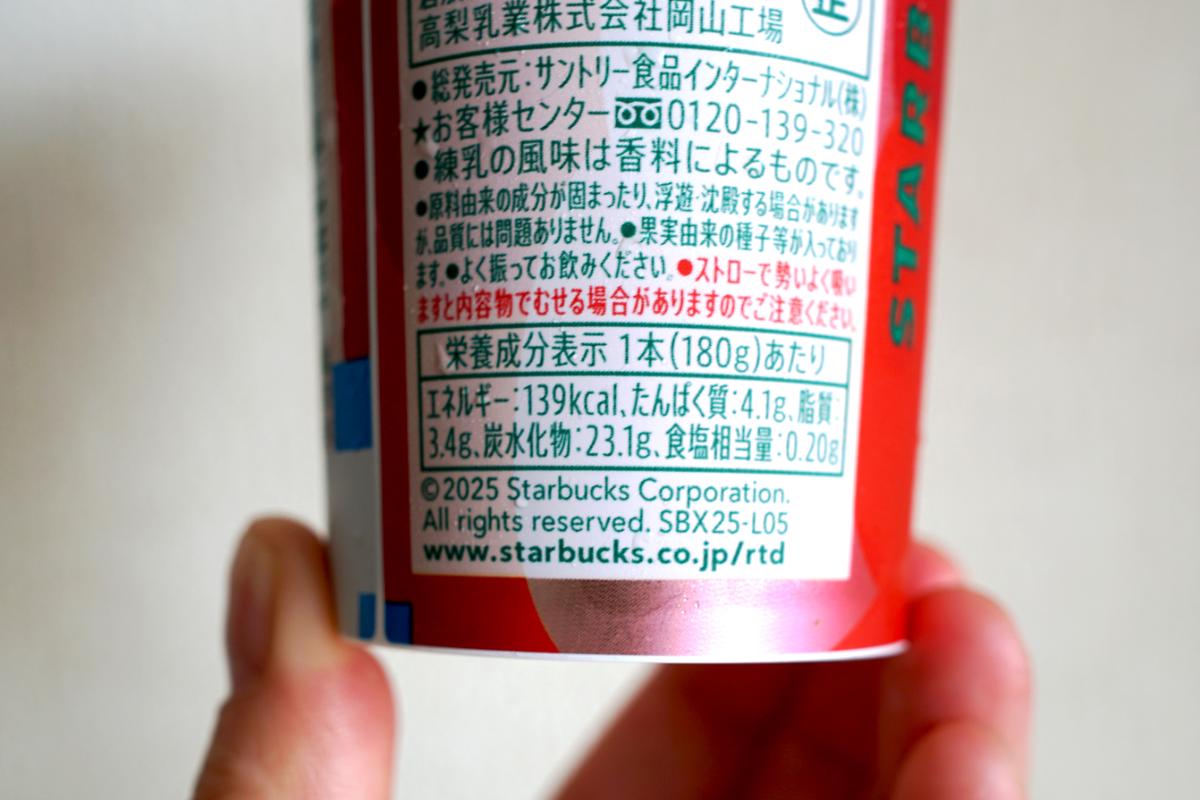 高梨乳業株式会社岡山工場
●総発売元:サントリー食品インターナショナル(株)
★お客様センター 0120-139-320
●練乳の風味は香料によるものです。
●原料由来の成分が固まったり、浮遊・沈殿する場合があります
が、品質には問題ありません。●果実由来の種子等が入っており
ます。●よく振ってお飲みください。●ストローで勢いよく吸い
ますと内容物でむせる場合がありますのでご注意ください。
栄養成分表示 1本(180g)あたり
エネルギー:139kcal、たんぱく質:4.1g、脂質:
3.4g、炭水化物:23.1g、食塩相当量:0.20g
©2025 Starbucks Corporation.
All rights reserved. SBX25-L05
www.starbucks.co.jp/rtd
STARB